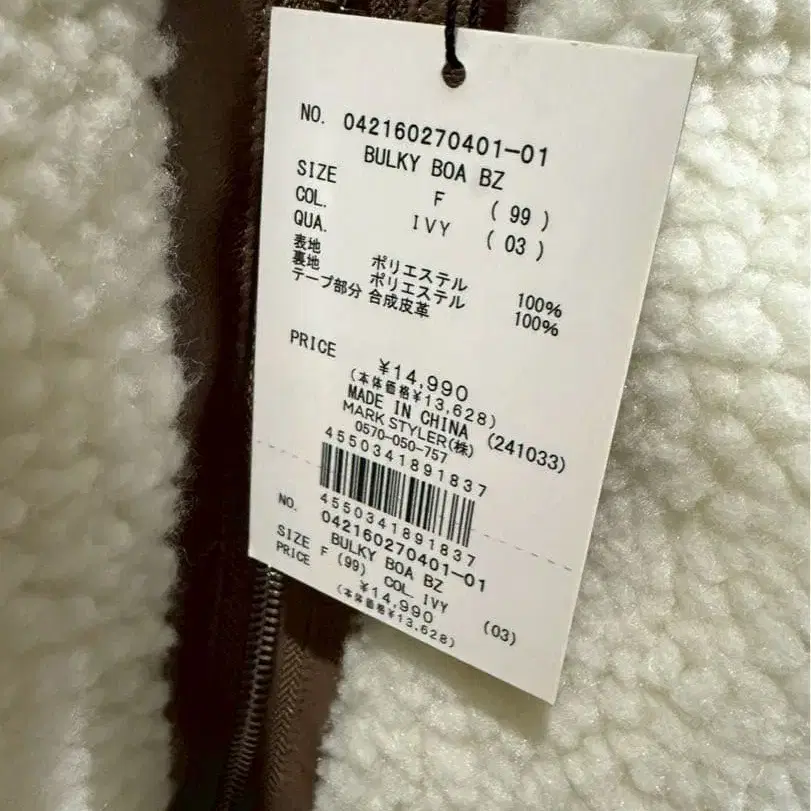 NO. 042160270401-01
BULKY BOA BZ
SIZE F (99)
COL. IVY (03)
QUA.
表地 ポリエステル 100%
裏地 ポリエステル 100%
テープ部分 合成皮革
PRICE ¥14,990
(本体価格¥13,628)
MADE IN CHINA (241033)
MARK STYLER(株)
0570-050-757
4550341891837
4550341891837
NO. 042160270401-01
BULKY BOA BZ
SIZE F (99) COL. IVY (03)
PRICE ¥14,990
(本体価格¥13,628)